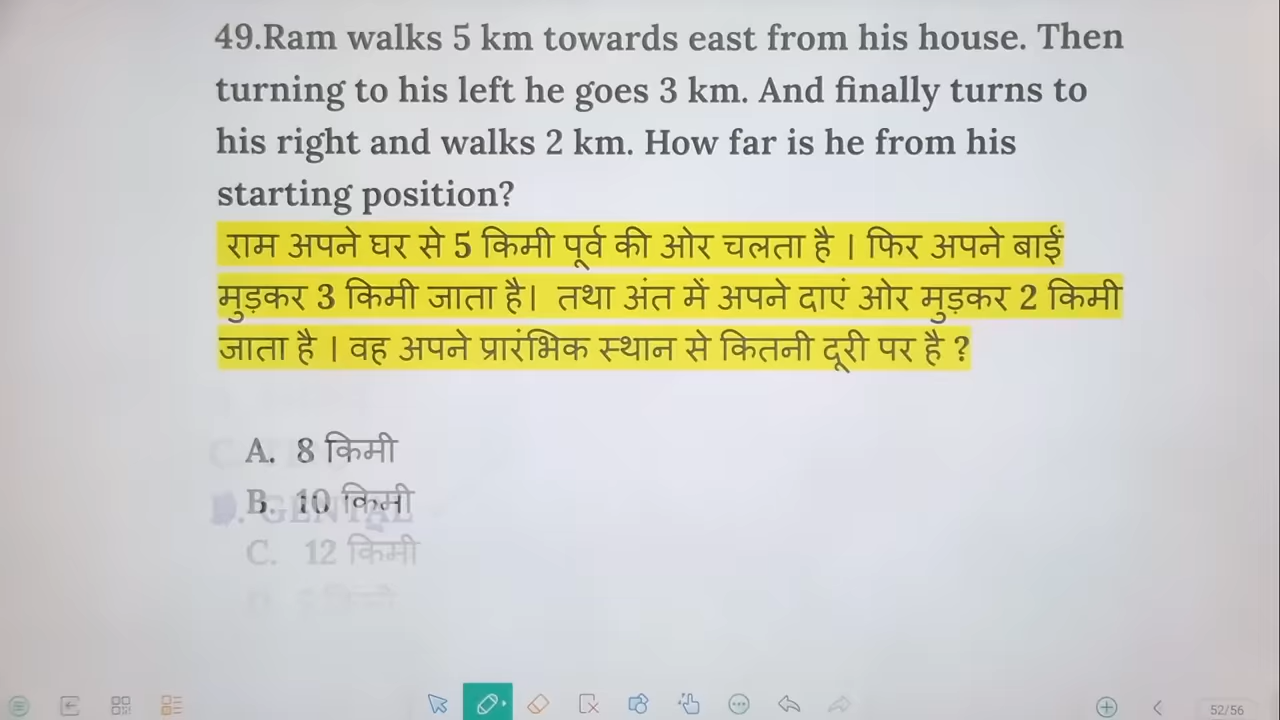 49.Ram walks 5 km towards east from his house. Then
turning to his left he goes 3 km. And finally turns to
his right and walks 2 km. How far is he from his
starting position?
राम अपने घर से 5 किमी पूर्व की ओर चलता है । फिर अपने बाईं
मुड़कर 3 किमी जाता है। तथा अंत में अपने दाएं ओर मुड़कर 2 किमी
जाता है । वह अपने प्रारंभिक स्थान से कितनी दूरी पर है ?
A. 8 किमी
B. 10 किमी
C. 12 किमी
52/56